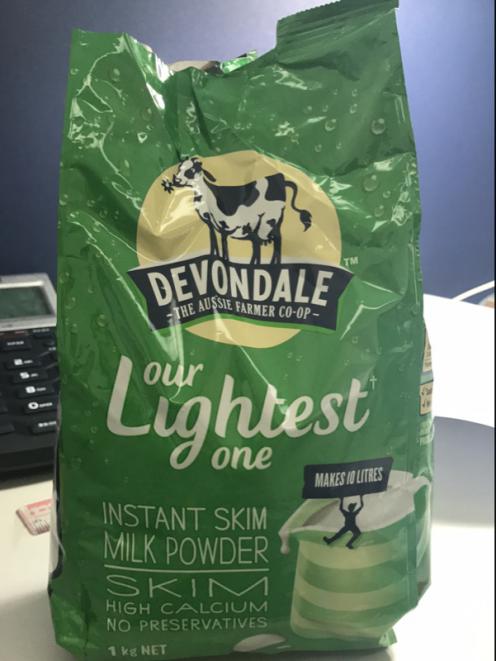 DEVONDALE
TM
-THE AUSSIE FARMER CO-OP-
our
Lightest†
one
MAKES 10 LITRES
INSTANT SKIM
MILK POWDER
SKIM
HIGH CALCIUM
NO PRESERVATIVES
1 kg NET